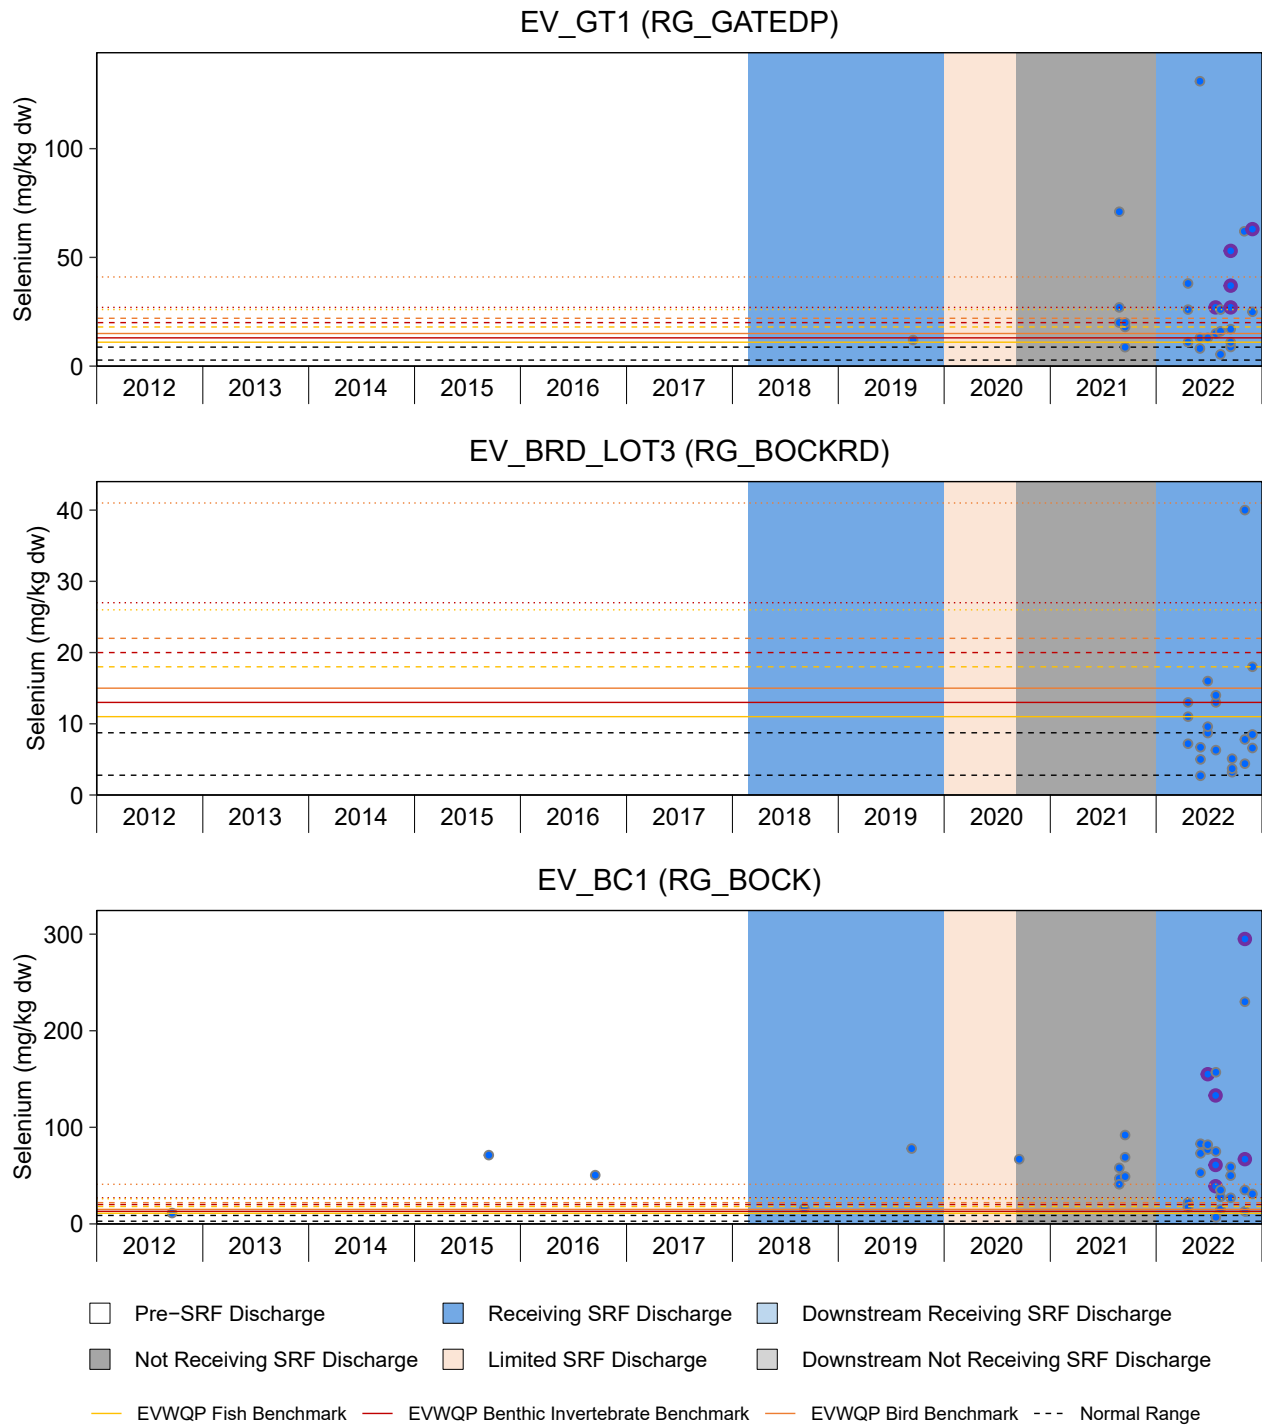 EV_GT1 (RG_GATEDP)
Selenium (mg/kg dw)
100
50
0
2012 2013 2014 2015 2016 2017 2018 2019 2020 2021 2022
EV_BRD_LOT3 (RG_BOCKRD)
Selenium (mg/kg dw)
40
30
20
10
0
2012 2013 2014 2015 2016 2017 2018 2019 2020 2021 2022
EV_BC1 (RG_BOCK)
Selenium (mg/kg dw)
300
200
100
0
2012 2013 2014 2015 2016 2017 2018 2019 2020 2021 2022
Pre−SRF Discharge Receiving SRF Discharge Downstream Receiving SRF Discharge
Not Receiving SRF Discharge Limited SRF Discharge Downstream Not Receiving SRF Discharge
EVWQP Fish Benchmark EVWQP Benthic Invertebrate Benchmark EVWQP Bird Benchmark Normal Range